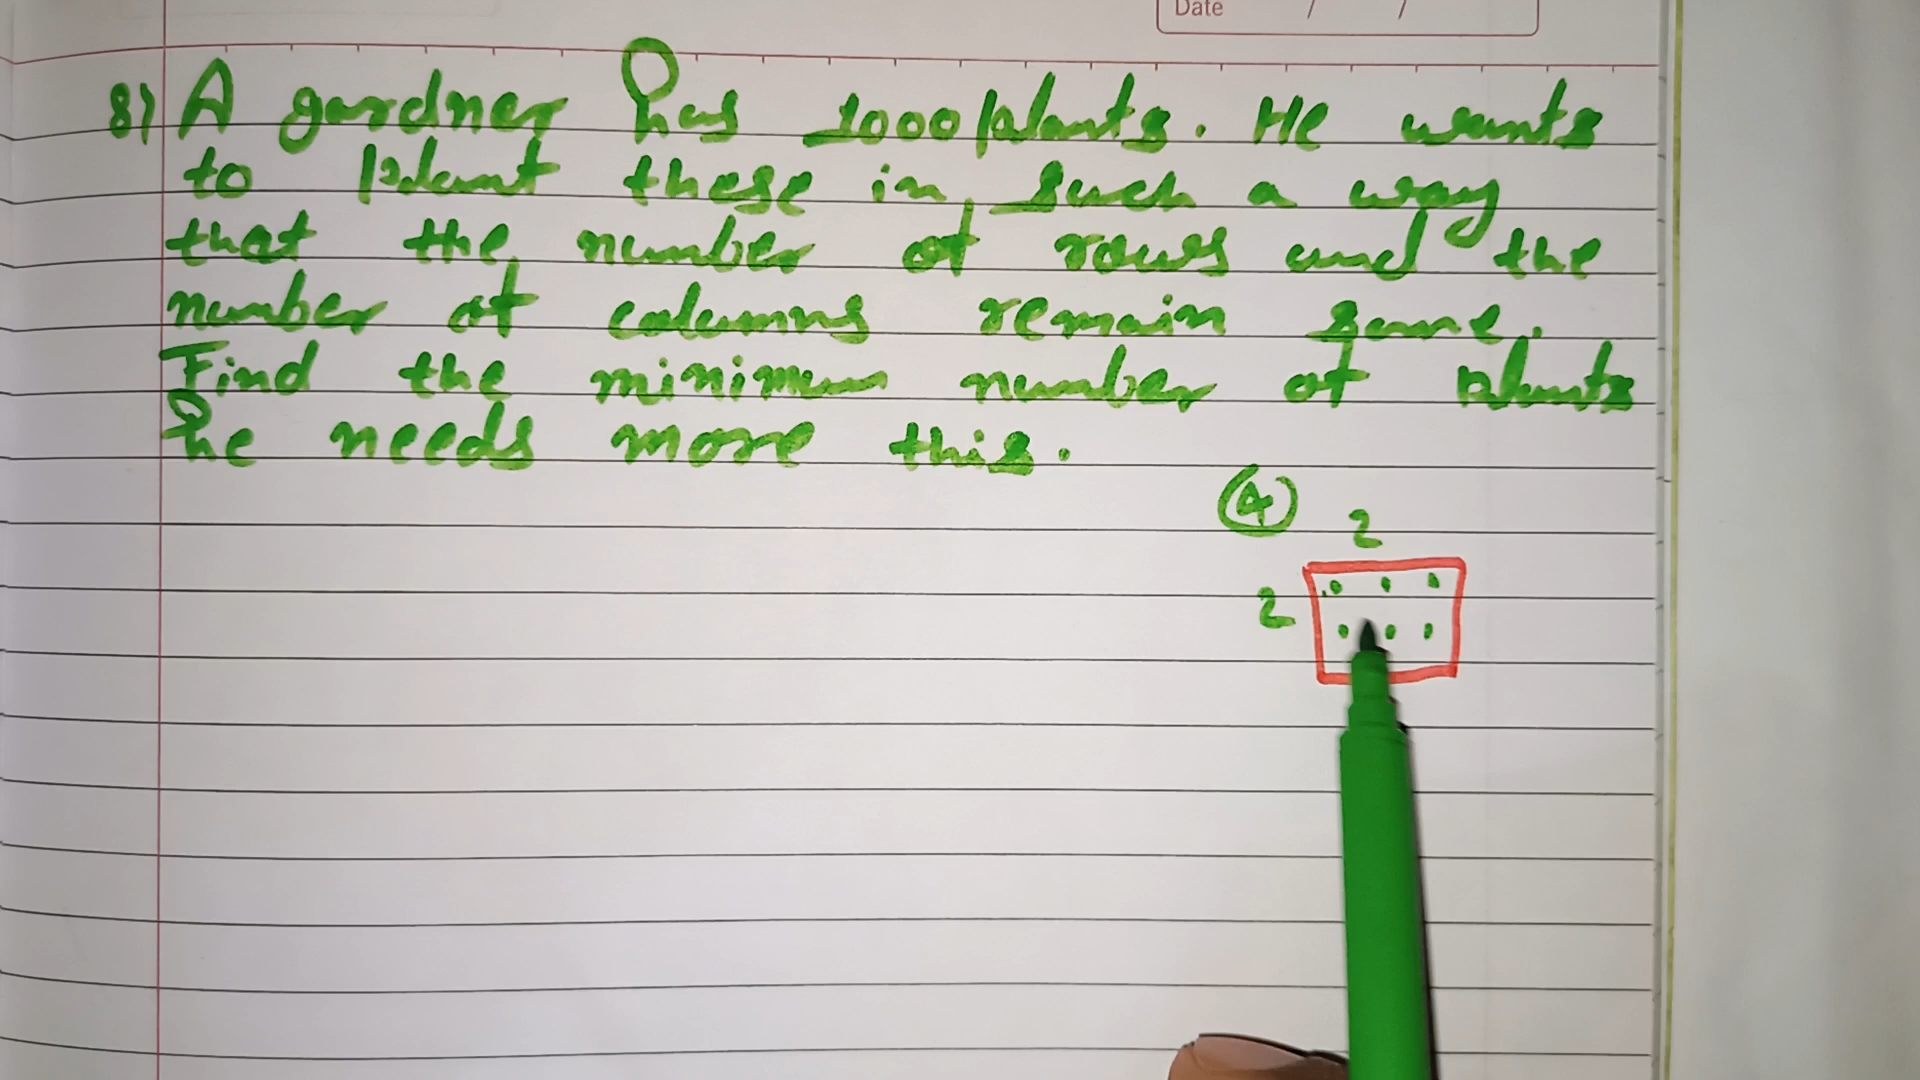 Date / /
8) A gardner has 1000 plants. He wants
to plant these in such a way
that the number of rows and the
number of columns remain same.
Find the minimum number of plants
he needs more this.
4
2
2